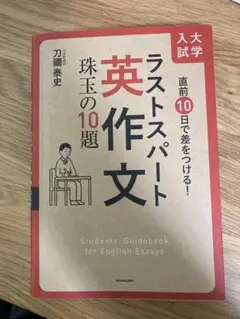 大学入試
直前10日で差をつける！
ラストスパート
英作文
珠玉の10題
刀禰泰史
Students' Guidebook
for English Essays